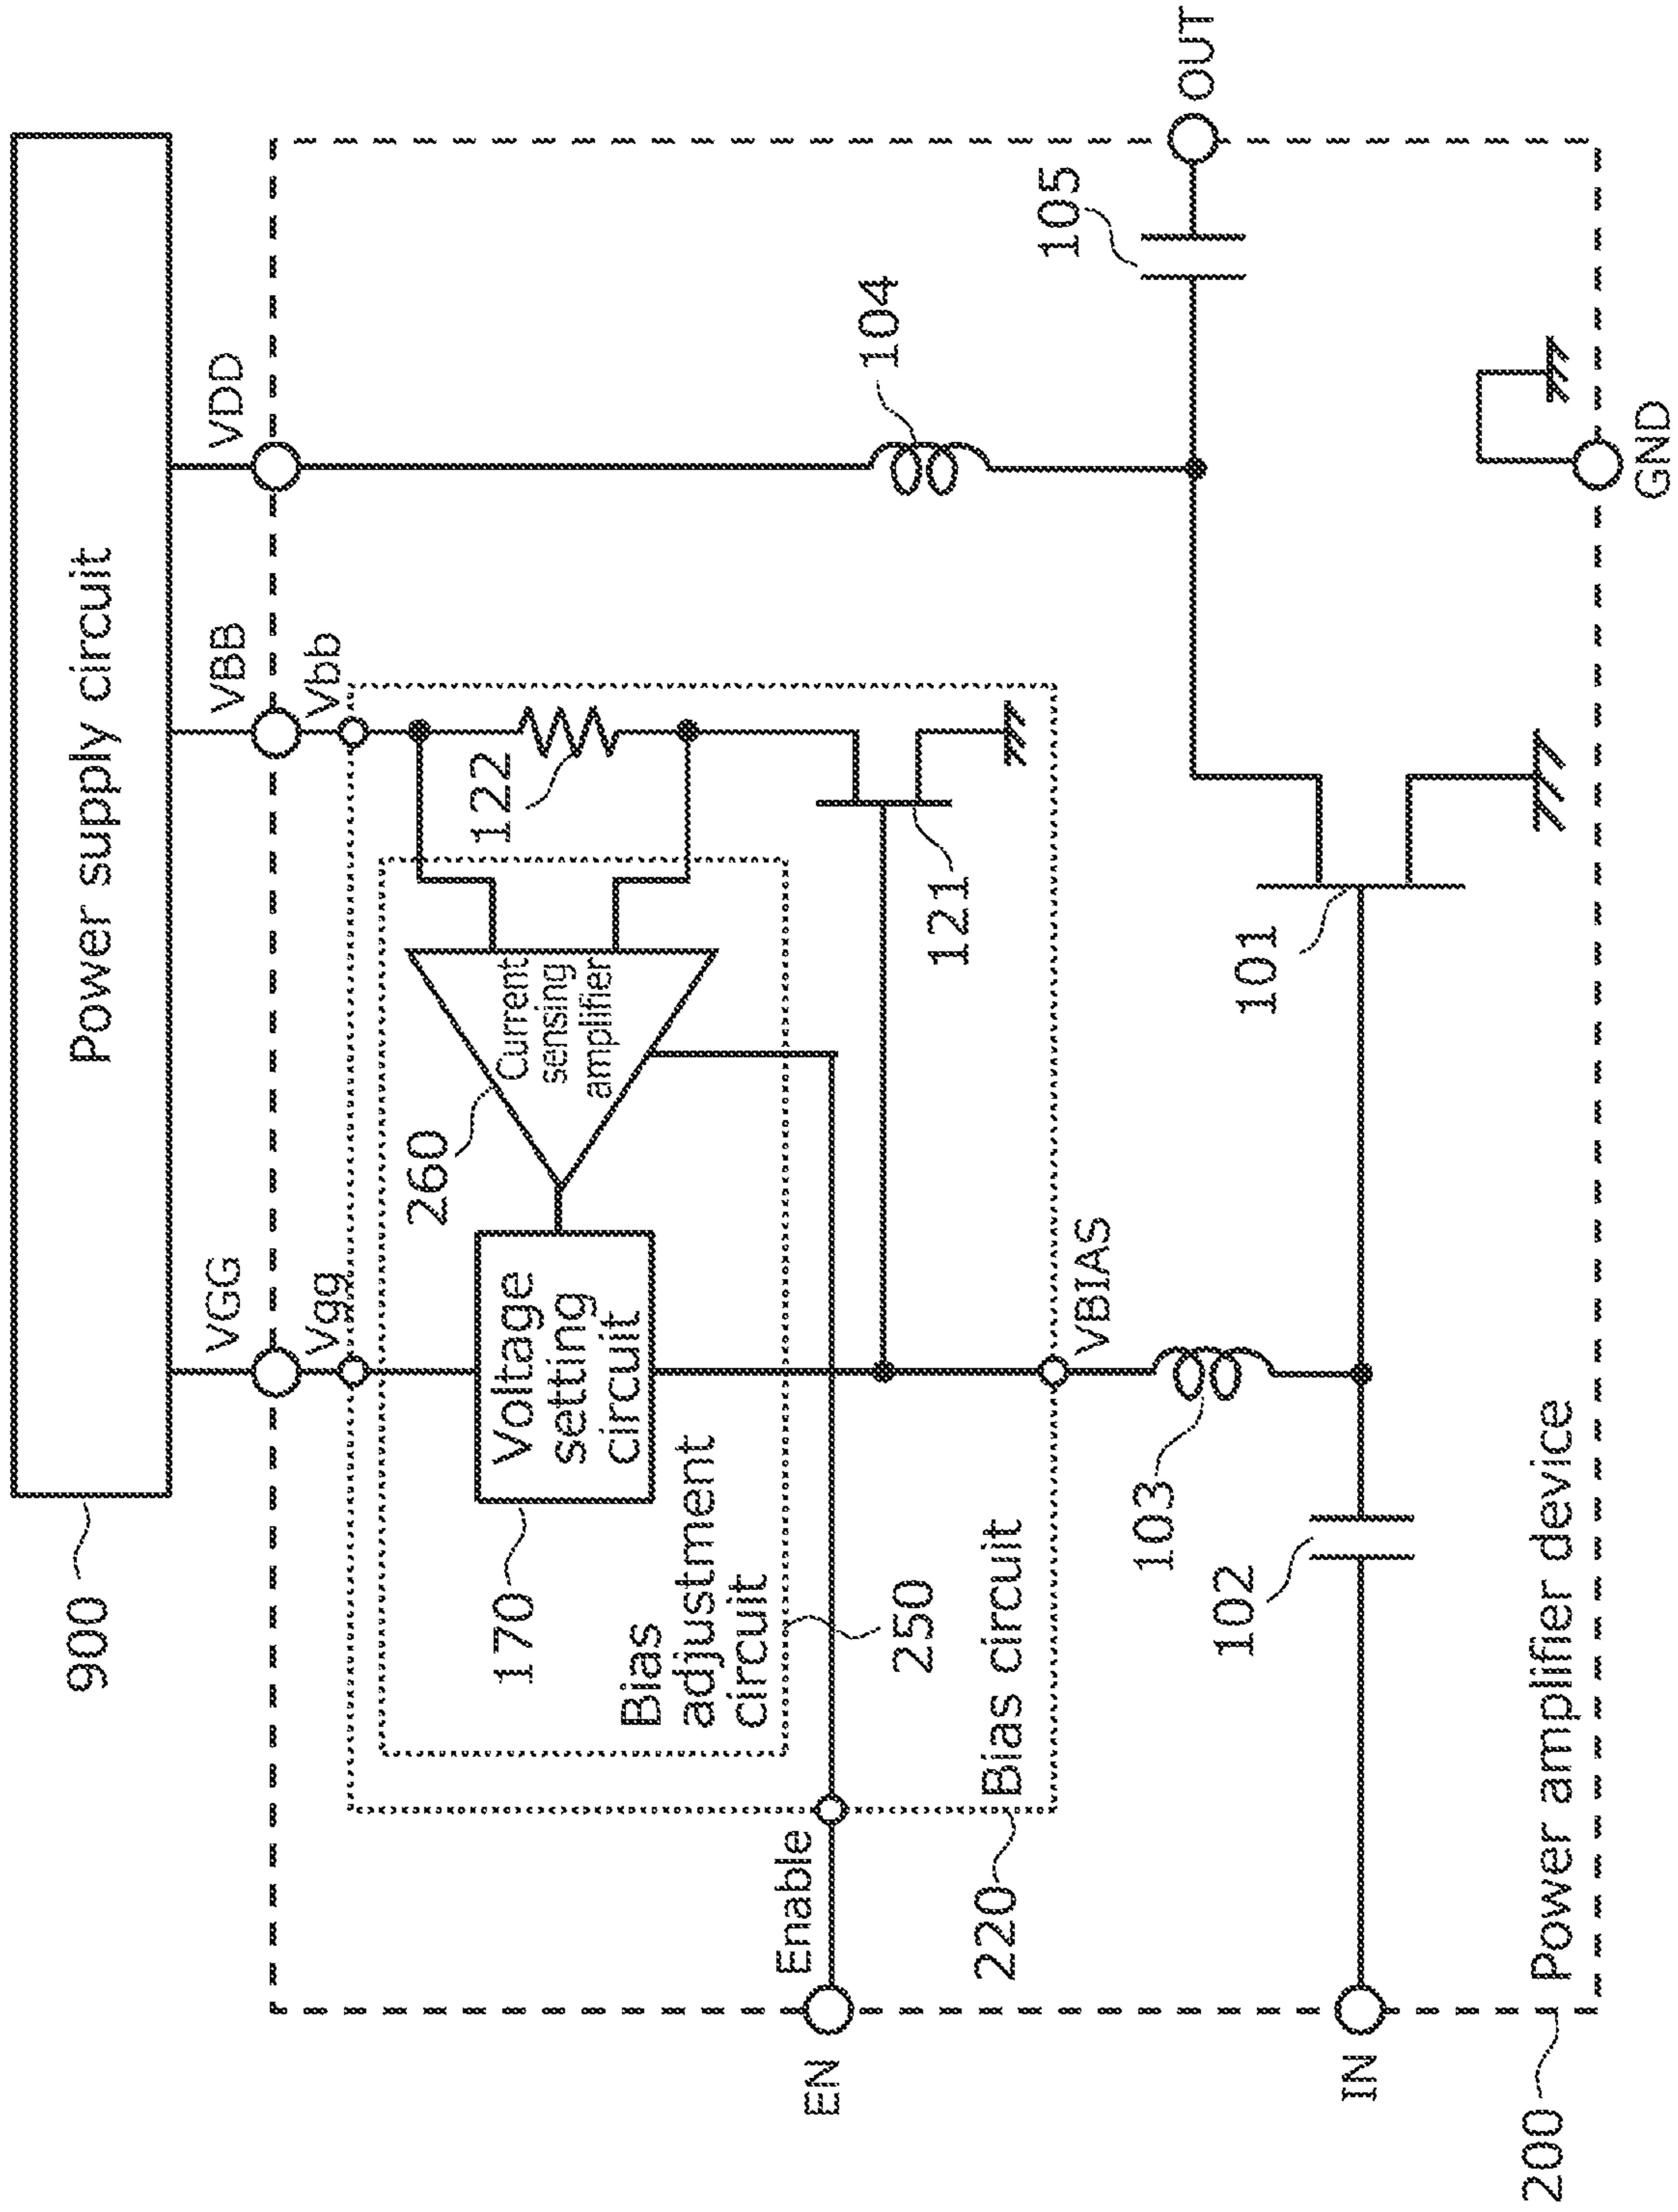 900
Power supply circuit
VGG
VBB
VDD
Vgg
Vbb
260
122
170
Voltage
setting
circuit
Current
sensing
amplifier
Bias
adjustment
circuit
Enable
EN
250
121
104
220
Bias circuit
VBIAS
105
OUT
103
102
101
IN
200
Power amplifier device
GND